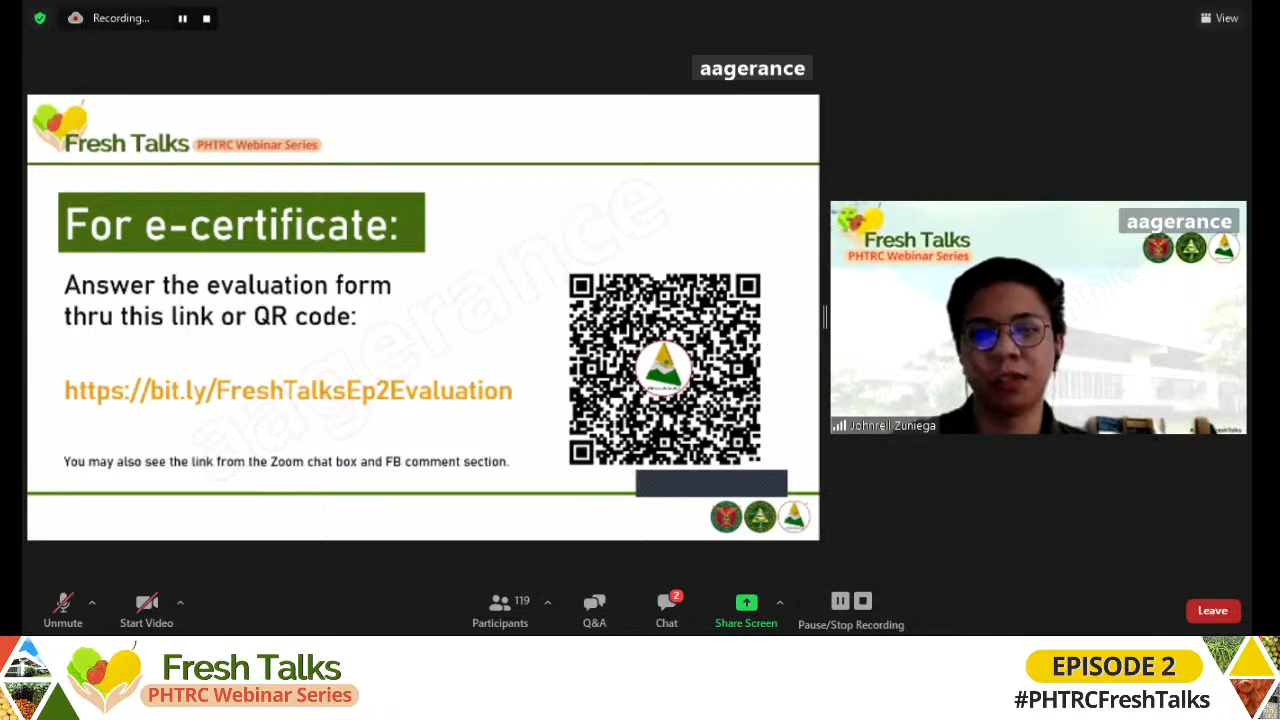 Recording...
View
aagerance
Fresh Talks PHTRC Webinar Series
For e-certificate:
Answer the evaluation form
thru this link or QR code:
https://bit.ly/FreshTalksEp2Evaluation
You may also see the link from the Zoom chat box and FB comment section.
aagerance
Fresh Talks
PHTRC Webinar Series
aagerance
Johnrell Zuniega
Unmute
Start Video
119
Participants
Q&A
2
Chat
Share Screen
Pause/Stop Recording
Leave
Fresh Talks
PHTRC Webinar Series
EPISODE 2
#PHTRCFreshTalks